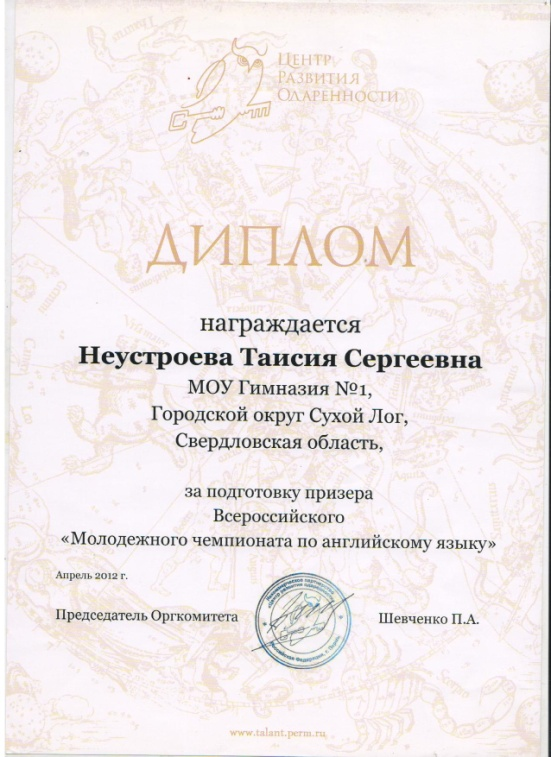 Центр
Развития
Одаренности
ДИПЛОМ
награждается
Неустроева Таисия Сергеевна
МОУ Гимназия №1,
Городской округ Сухой Лог,
Свердловская область,
за подготовку призера
Всероссийского
«Молодежного чемпионата по английскому языку»
Апрель 2012 г.
Председатель Оргкомитета
Шевченко П.А.
www.talant.perm.ru